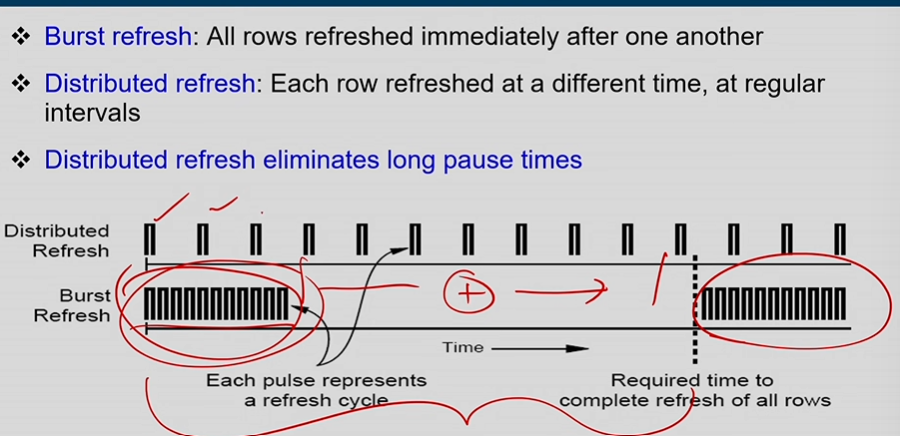 ❖ Burst refresh: All rows refreshed immediately after one another
❖ Distributed refresh: Each row refreshed at a different time, at regular
intervals
❖ Distributed refresh eliminates long pause times
Distributed
Refresh
Burst
Refresh
Time
Each pulse represents
a refresh cycle
Required time to
complete refresh of all rows